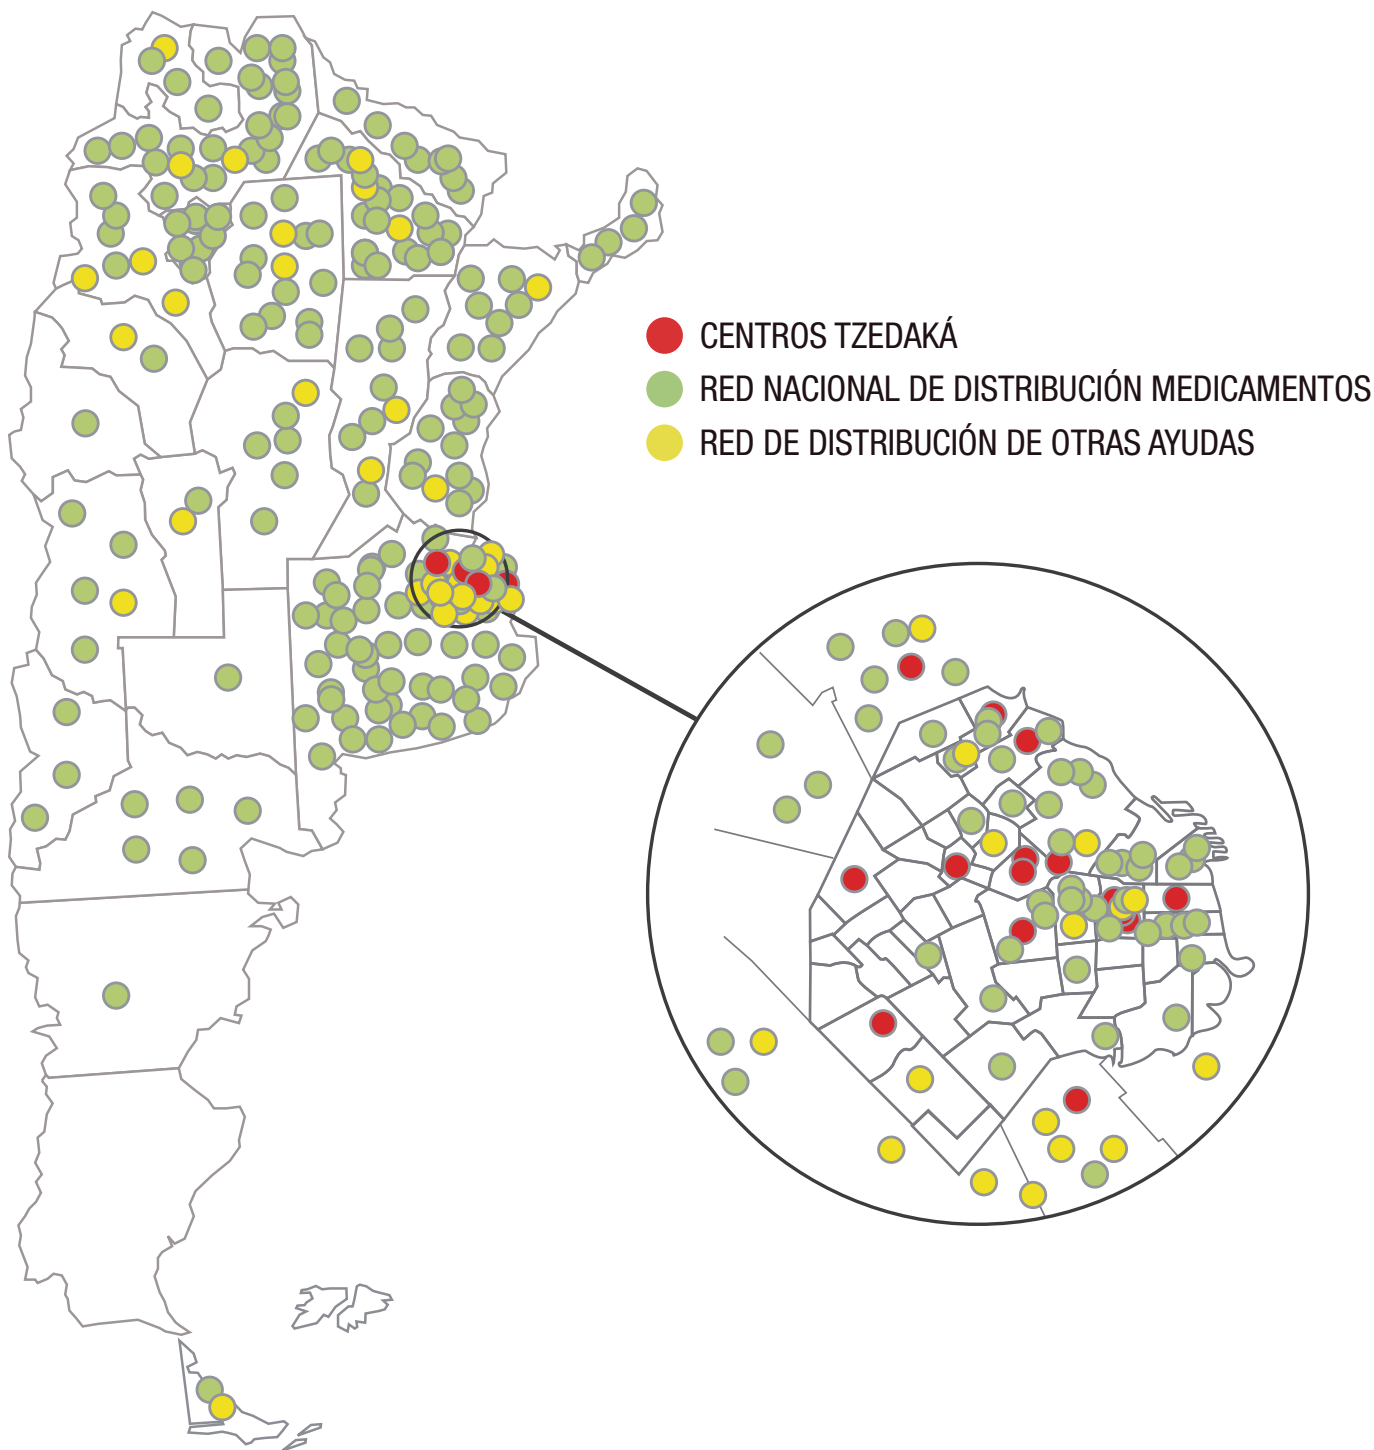 CENTROS TZEDAKÁ
RED NACIONAL DE DISTRIBUCIÓN MEDICAMENTOS
RED DE DISTRIBUCIÓN DE OTRAS AYUDAS